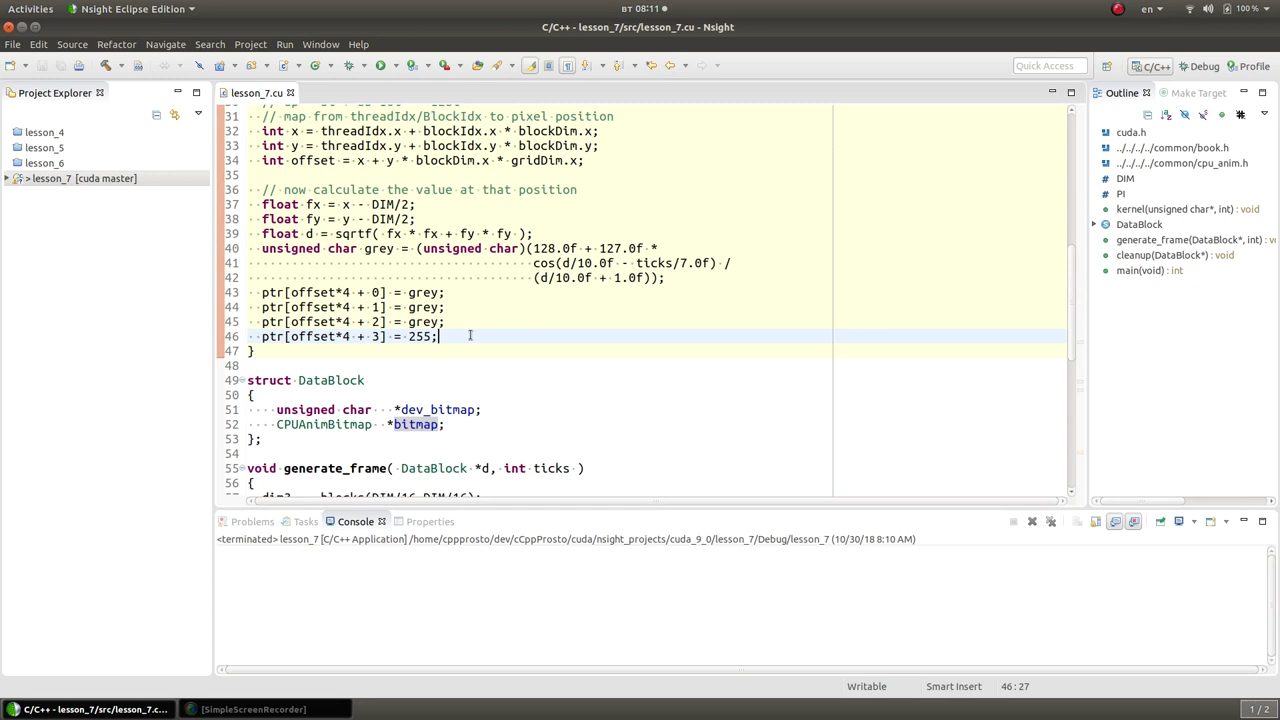 Activities
Nsight Eclipse Edition
вт 08:11
en
100 %
C/C++ - lesson_7/src/lesson_7.cu - Nsight
File Edit Source Refactor Navigate Search Project Run Window Help
Quick Access
C/C++
Debug
Profile
Project Explorer
lesson_4
lesson_5
lesson_6
> lesson_7 [cuda master]
lesson_7.cu
31 // map from threadIdx/BlockIdx to pixel position
32 int x = threadIdx.x + blockIdx.x * blockDim.x;
33 int y = threadIdx.y + blockIdx.y * blockDim.y;
34 int offset = x + y * blockDim.x * gridDim.x;
35
36 // now calculate the value at that position
37 float fx = x - DIM/2;
38 float fy = y - DIM/2;
39 float d = sqrtf( fx * fx + fy * fy );
40 unsigned char grey = (unsigned char)(128.0f + 127.0f *
41 cos(d/10.0f - ticks/7.0f) /
42 (d/10.0f + 1.0f));
43 ptr[offset*4 + 0] = grey;
44 ptr[offset*4 + 1] = grey;
45 ptr[offset*4 + 2] = grey;
46 ptr[offset*4 + 3] = 255;
47 }
48
49 struct DataBlock
50 {
51 unsigned char *dev_bitmap;
52 CPUAnimBitmap *bitmap;
53 };
54
55 void generate_frame( DataBlock *d, int ticks )
56 {
57 dim3 blocks(DIM/16,DIM/16);
Outline
Make Target
cuda.h
../../../../common/book.h
../../../../common/cpu_anim.h
DIM
PI
kernel(unsigned char*, int) : void
DataBlock
generate_frame(DataBlock*, int) : void
cleanup(DataBlock*) : void
main(void) : int
Problems
Tasks
Console
Properties
<terminated> lesson_7 [C/C++ Application] /home/cppprosto/dev/cCppProsto/cuda/nsight_projects/cuda_9_0/lesson_7/Debug/lesson_7 (10/30/18 8:10 AM)
Writable
Smart Insert
46 : 27
C/C++ - lesson_7/src/lesson_7.c...
[SimpleScreenRecorder]
1 / 2